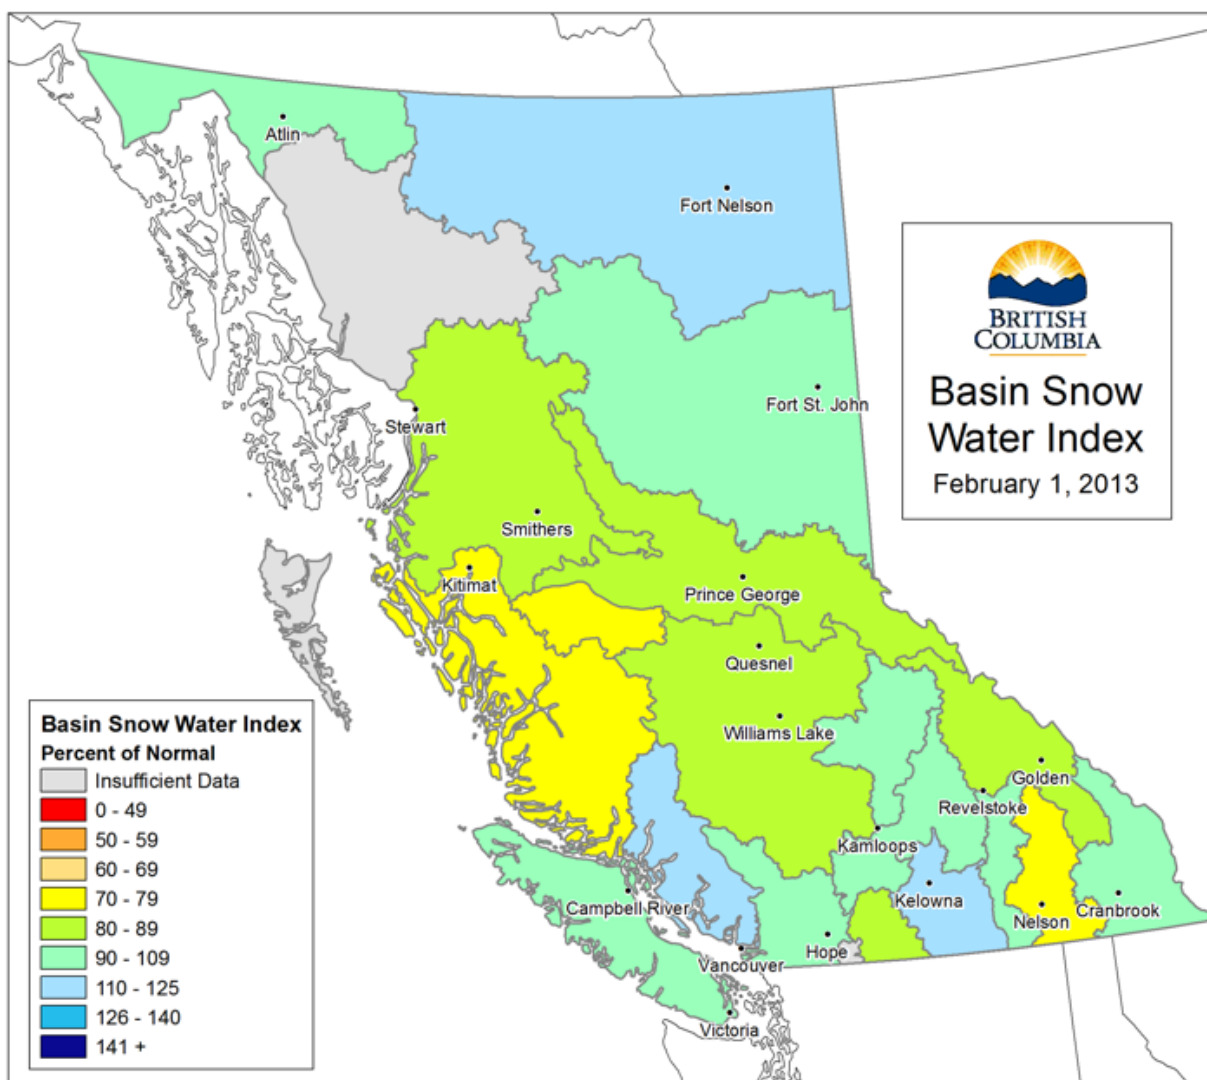 Atlin
Fort Nelson
BRITISH
COLUMBIA
Basin Snow
Water Index
February 1, 2013
Fort St. John
Stewart
Smithers
Kitimat
Prince George
Quesnel
Williams Lake
Golden
Revelstoke
Kamloops
Kelowna
Nelson
Cranbrook
Campbell River
Hope
Vancouver
Victoria
Basin Snow Water Index
Percent of Normal
Insufficient Data
0 - 49
50 - 59
60 - 69
70 - 79
80 - 89
90 - 109
110 - 125
126 - 140
141 +